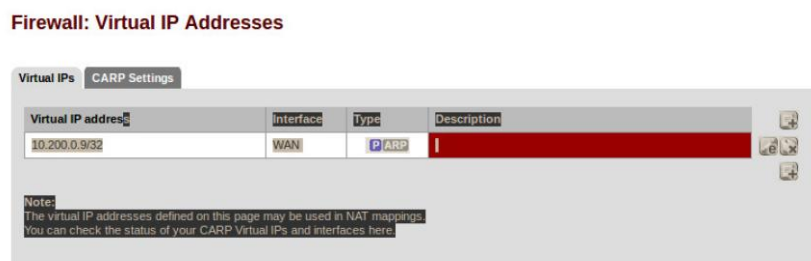 Firewall: Virtual IP Addresses
Virtual IPs CARP Settings
Virtual IP address Interface Type Description
10.200.0.9/32 WAN P ARP
Note:
The virtual IP addresses defined on this page may be used in NAT mappings.
You can check the status of your CARP Virtual IPs and interfaces here.